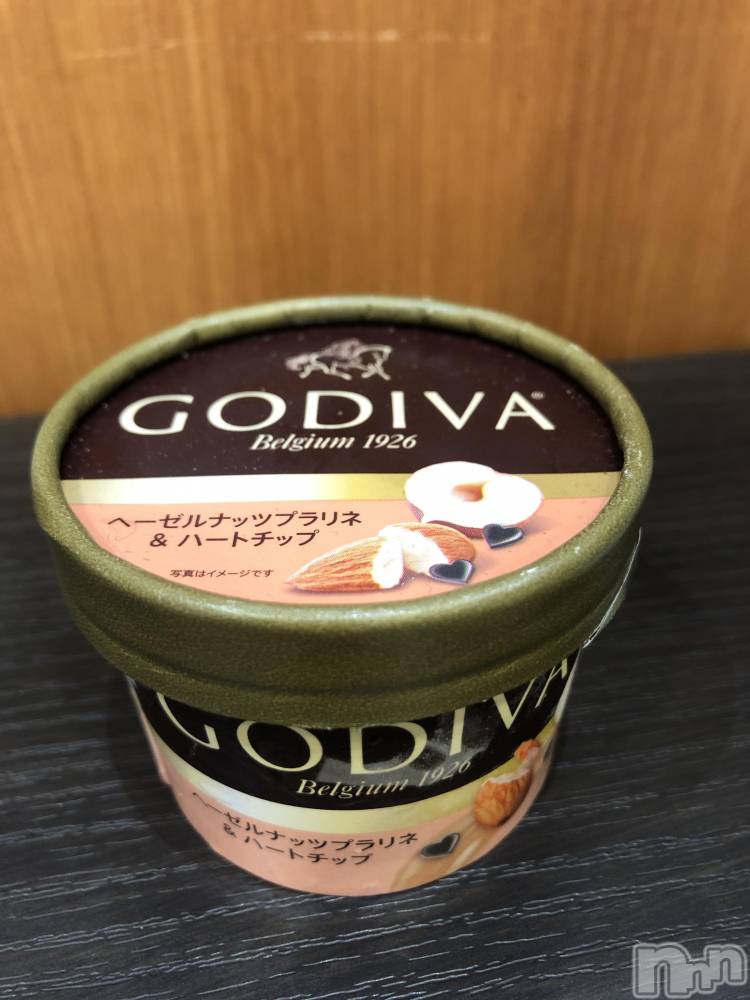 GODIVA®
Belgium 1926
ヘーゼルナッツプラリネ
& ハートチップ
写真はイメージです
GODIVA
Belgium 1926
ヘーゼルナッツプラリネ
& ハートチップ
nnn